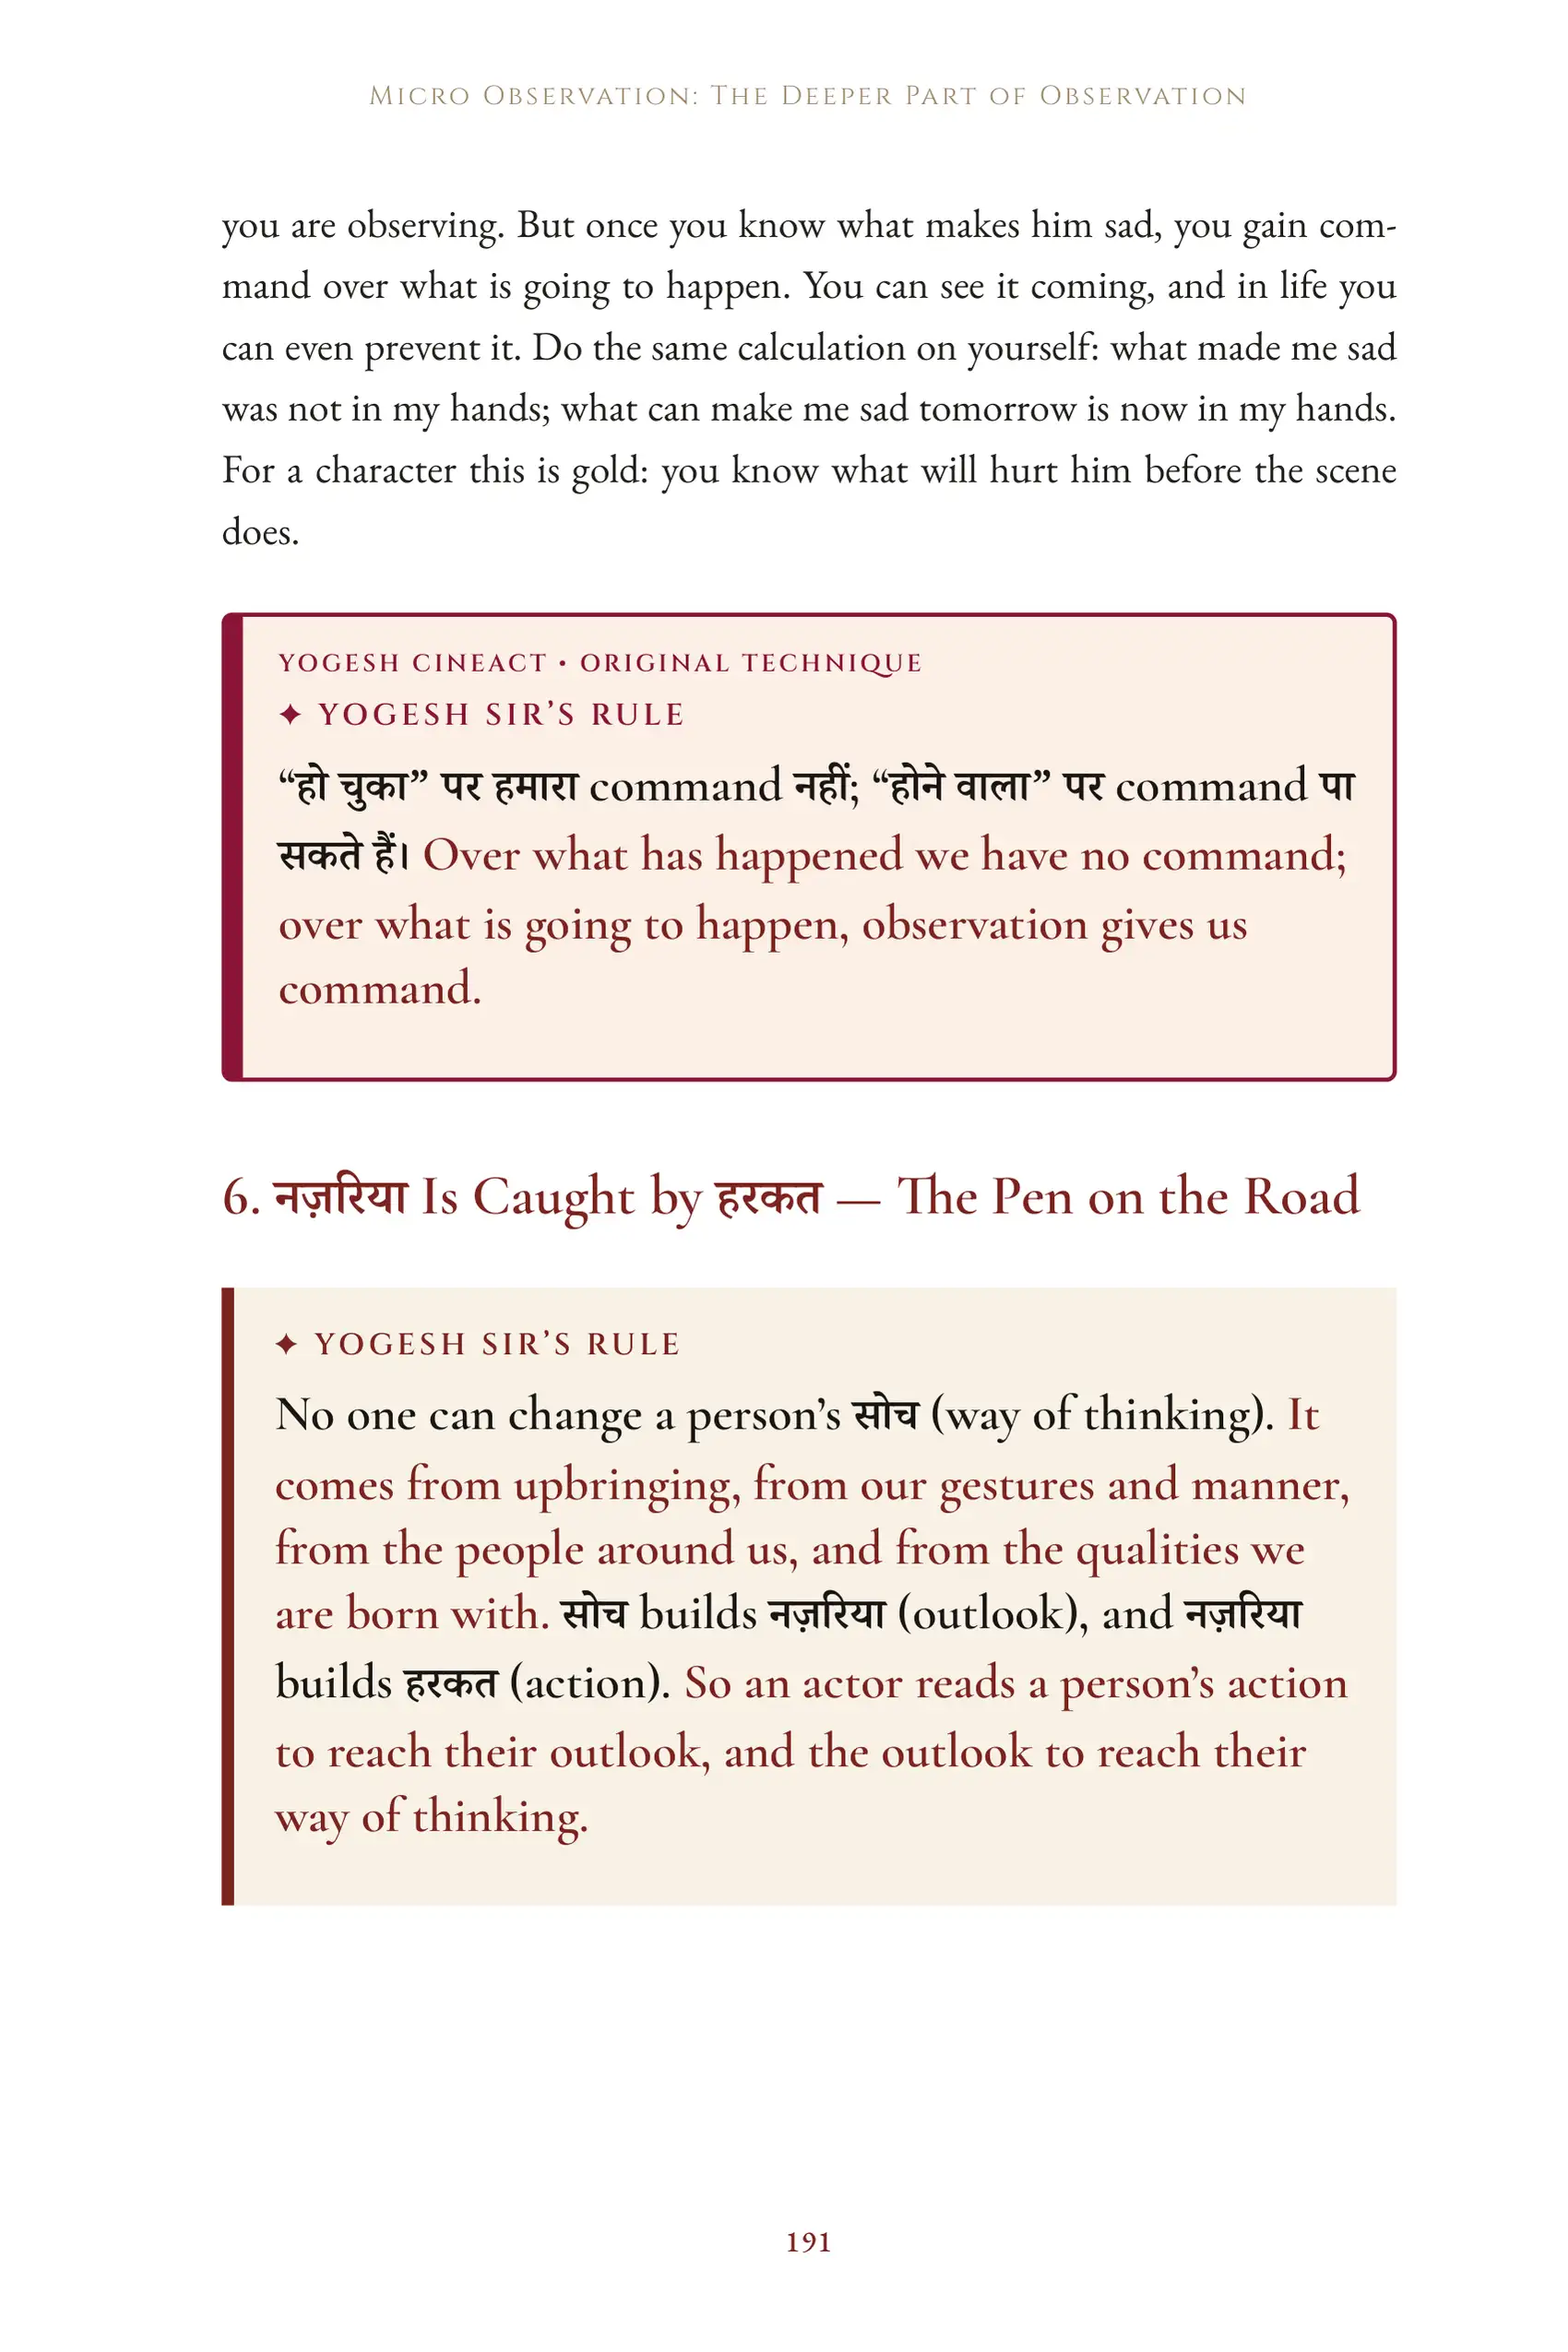 Micro Observation: The Deeper Part of Observation
you are observing. But once you know what makes him sad, you gain com-
mand over what is going to happen. You can see it coming, and in life you
can even prevent it. Do the same calculation on yourself: what made me sad
was not in my hands; what can make me sad tomorrow is now in my hands.
For a character this is gold: you know what will hurt him before the scene
does.
YOGESH CINEACT • ORIGINAL TECHNIQUE
✦ YOGESH SIR’S RULE
“हो चुका” पर हमारा command नहीं; “होने वाला” पर command पा
सकते हैं। Over what has happened we have no command;
over what is going to happen, observation gives us
command.
6. नज़रिया Is Caught by हरकत — The Pen on the Road
✦ YOGESH SIR’S RULE
No one can change a person’s सोच (way of thinking). It
comes from upbringing, from our gestures and manner,
from the people around us, and from the qualities we
are born with. सोच builds नज़रिया (outlook), and नज़रिया
builds हरकत (action). So an actor reads a person’s action
to reach their outlook, and the outlook to reach their
way of thinking.
191